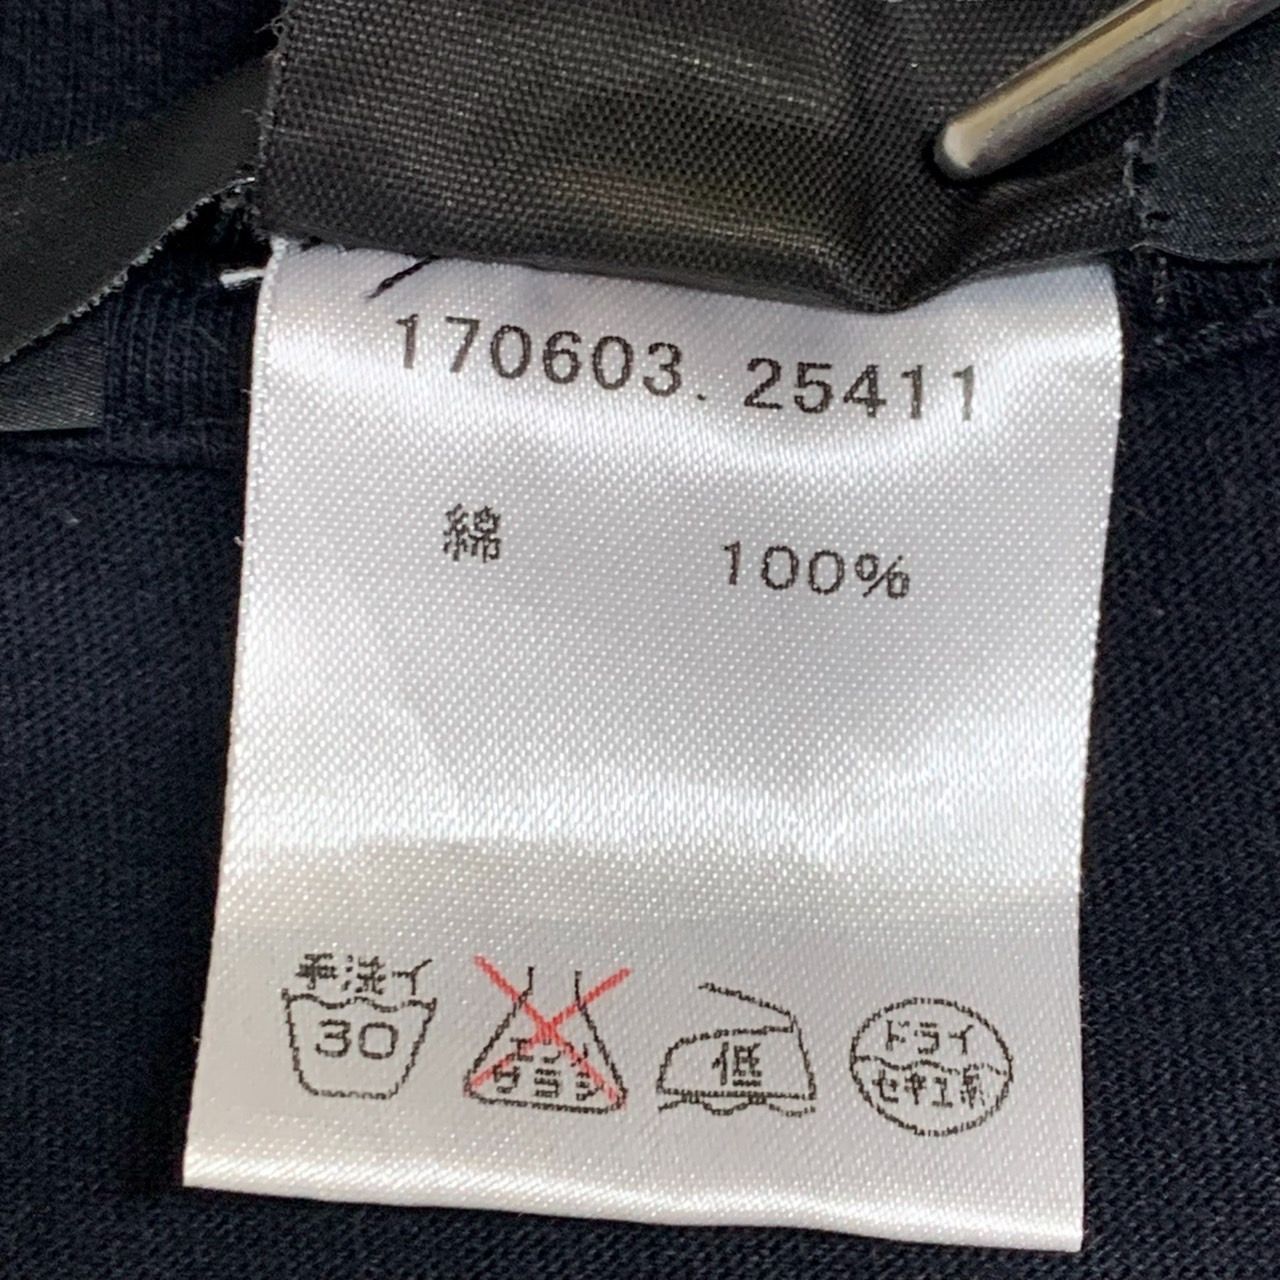 170603.25411
綿 100%
手洗イ
30
エンソ
サラシ
低
ドライ
セキユ系